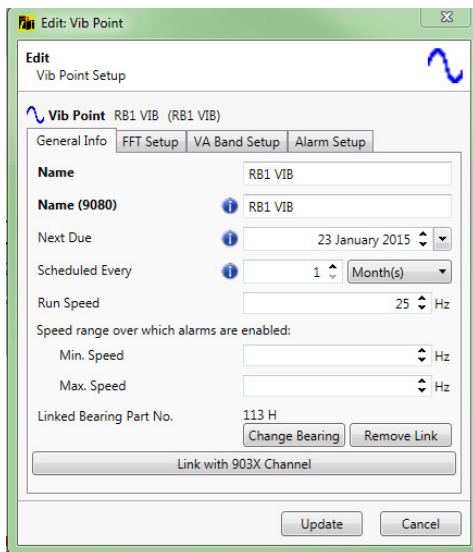 Edit: Vib Point
Edit
Vib Point Setup
Vib Point RB1 VIB (RB1 VIB)
General Info FFT Setup VA Band Setup Alarm Setup
Name RB1 VIB
Name (9080) RB1 VIB
Next Due 23 January 2015
Scheduled Every 1 Month(s)
Run Speed 25 Hz
Speed range over which alarms are enabled:
Min. Speed Hz
Max. Speed Hz
Linked Bearing Part No. 113 H
Change Bearing Remove Link
Link with 903X Channel
Update Cancel